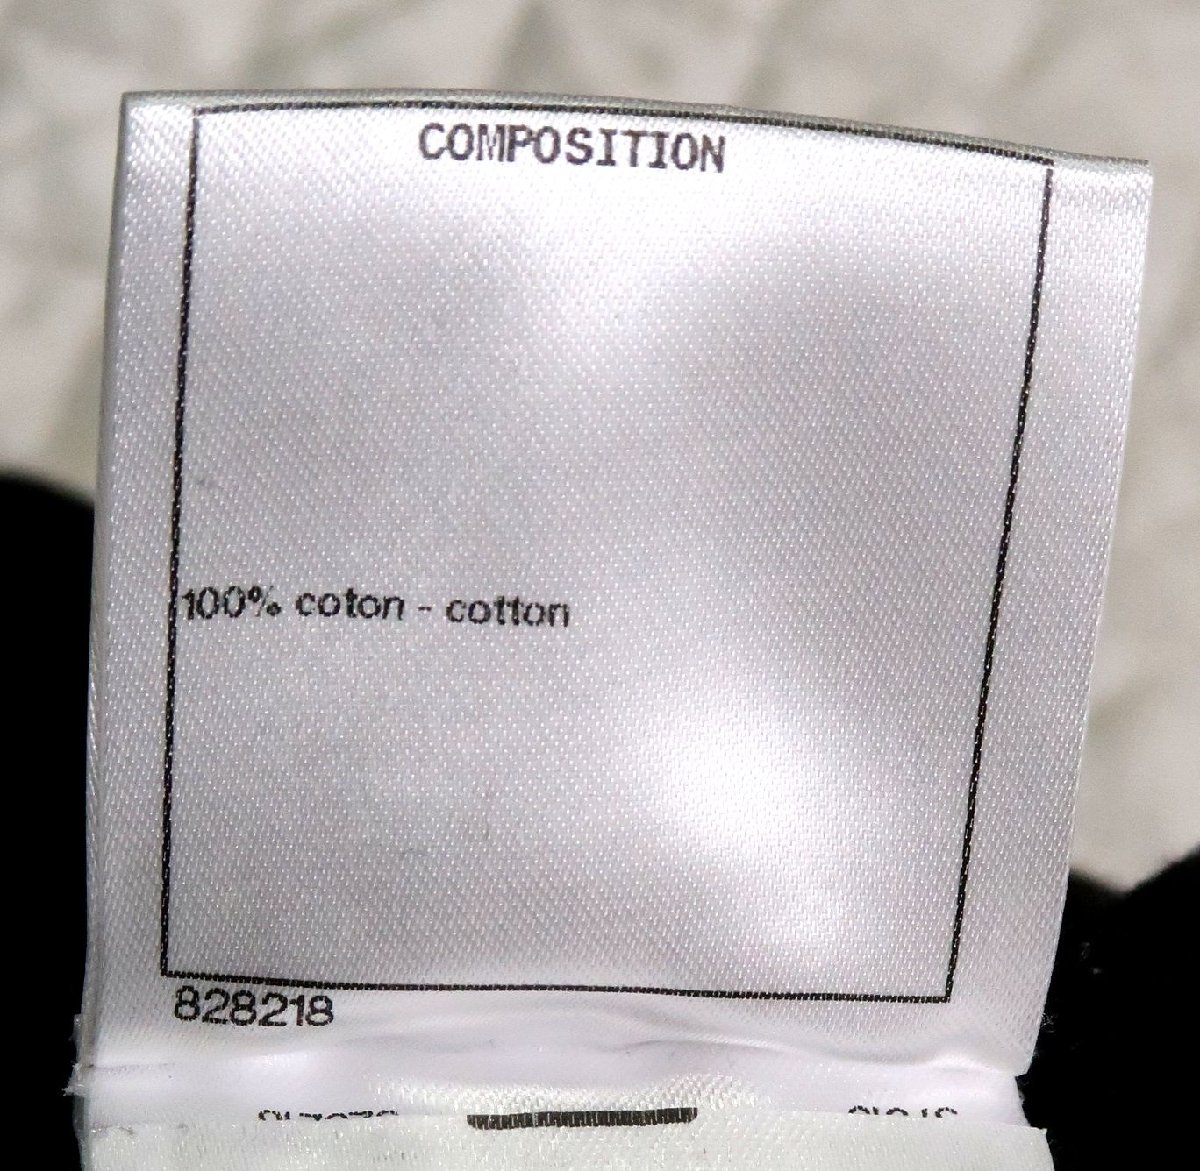 COMPOSITION
100% coton - cotton
828218